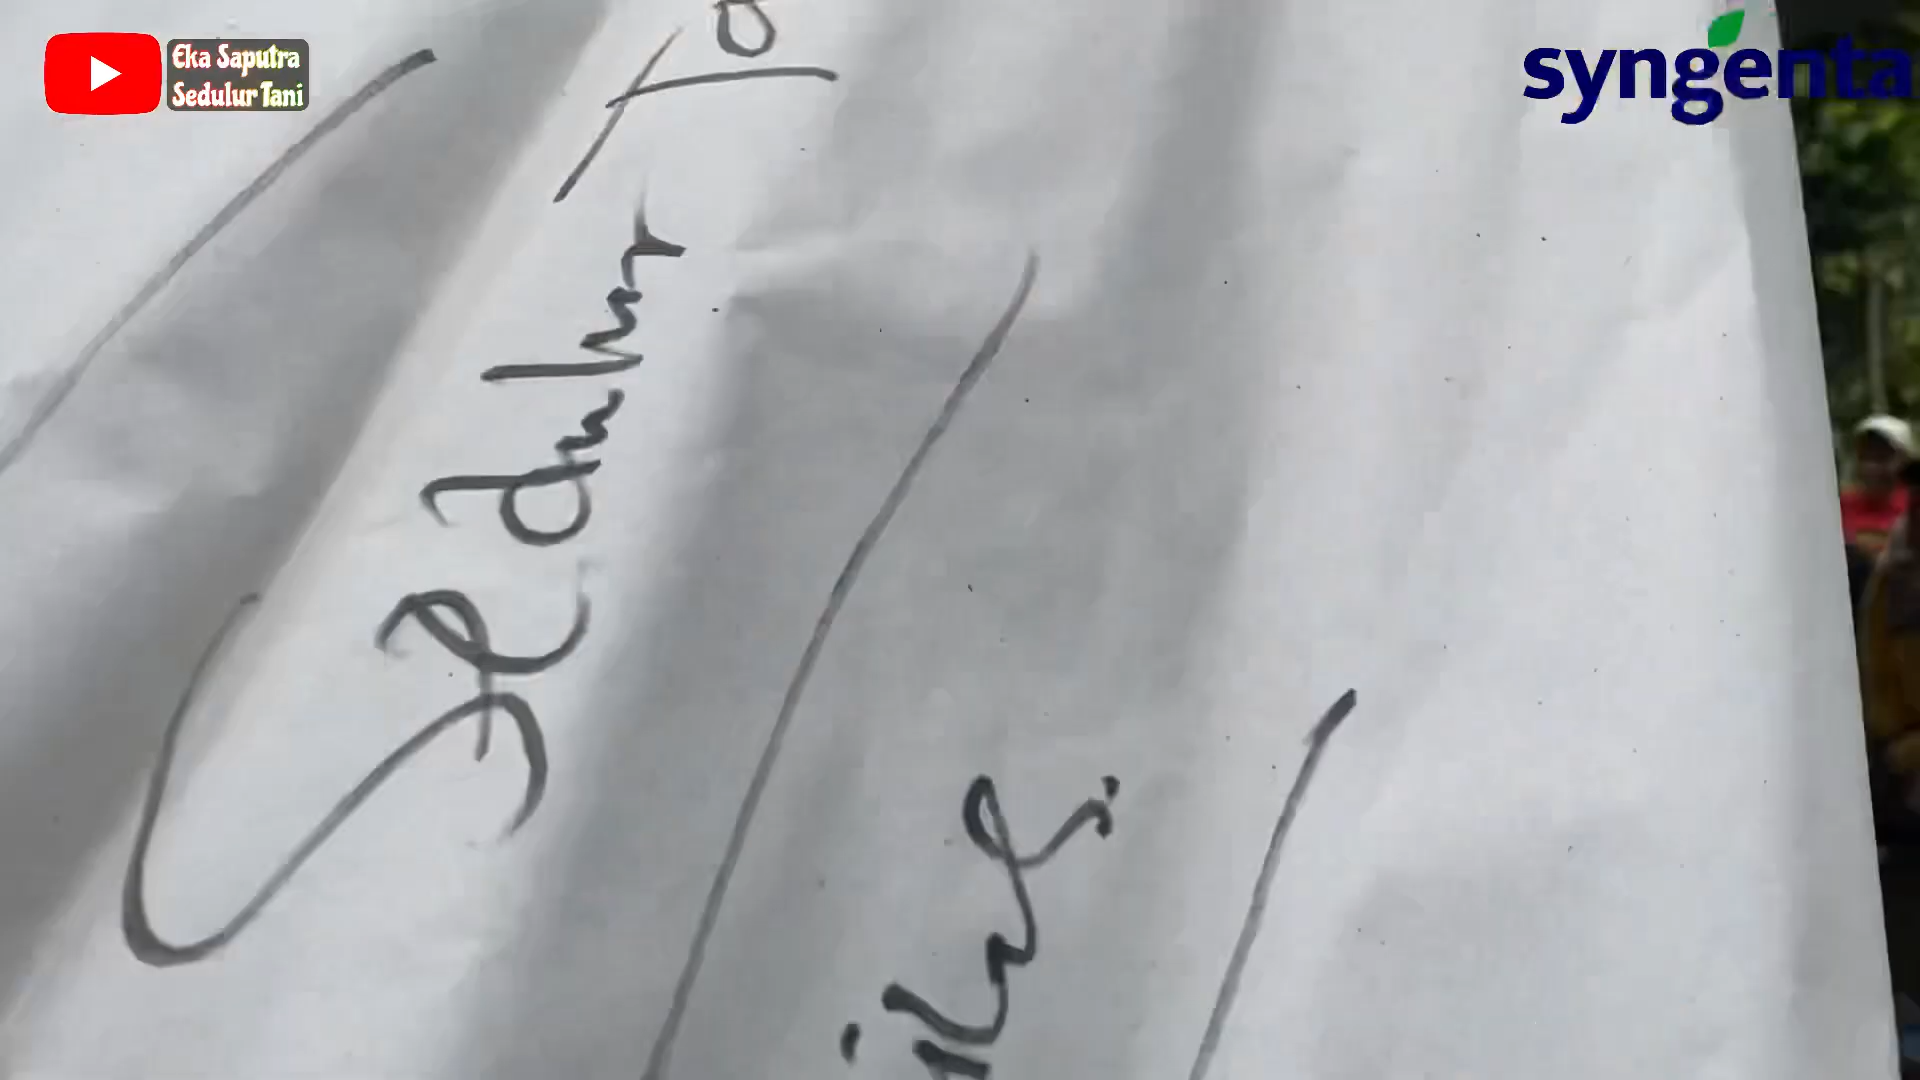 Eka Saputra
Sedulur Tani
syngenta
Sedulur Ta